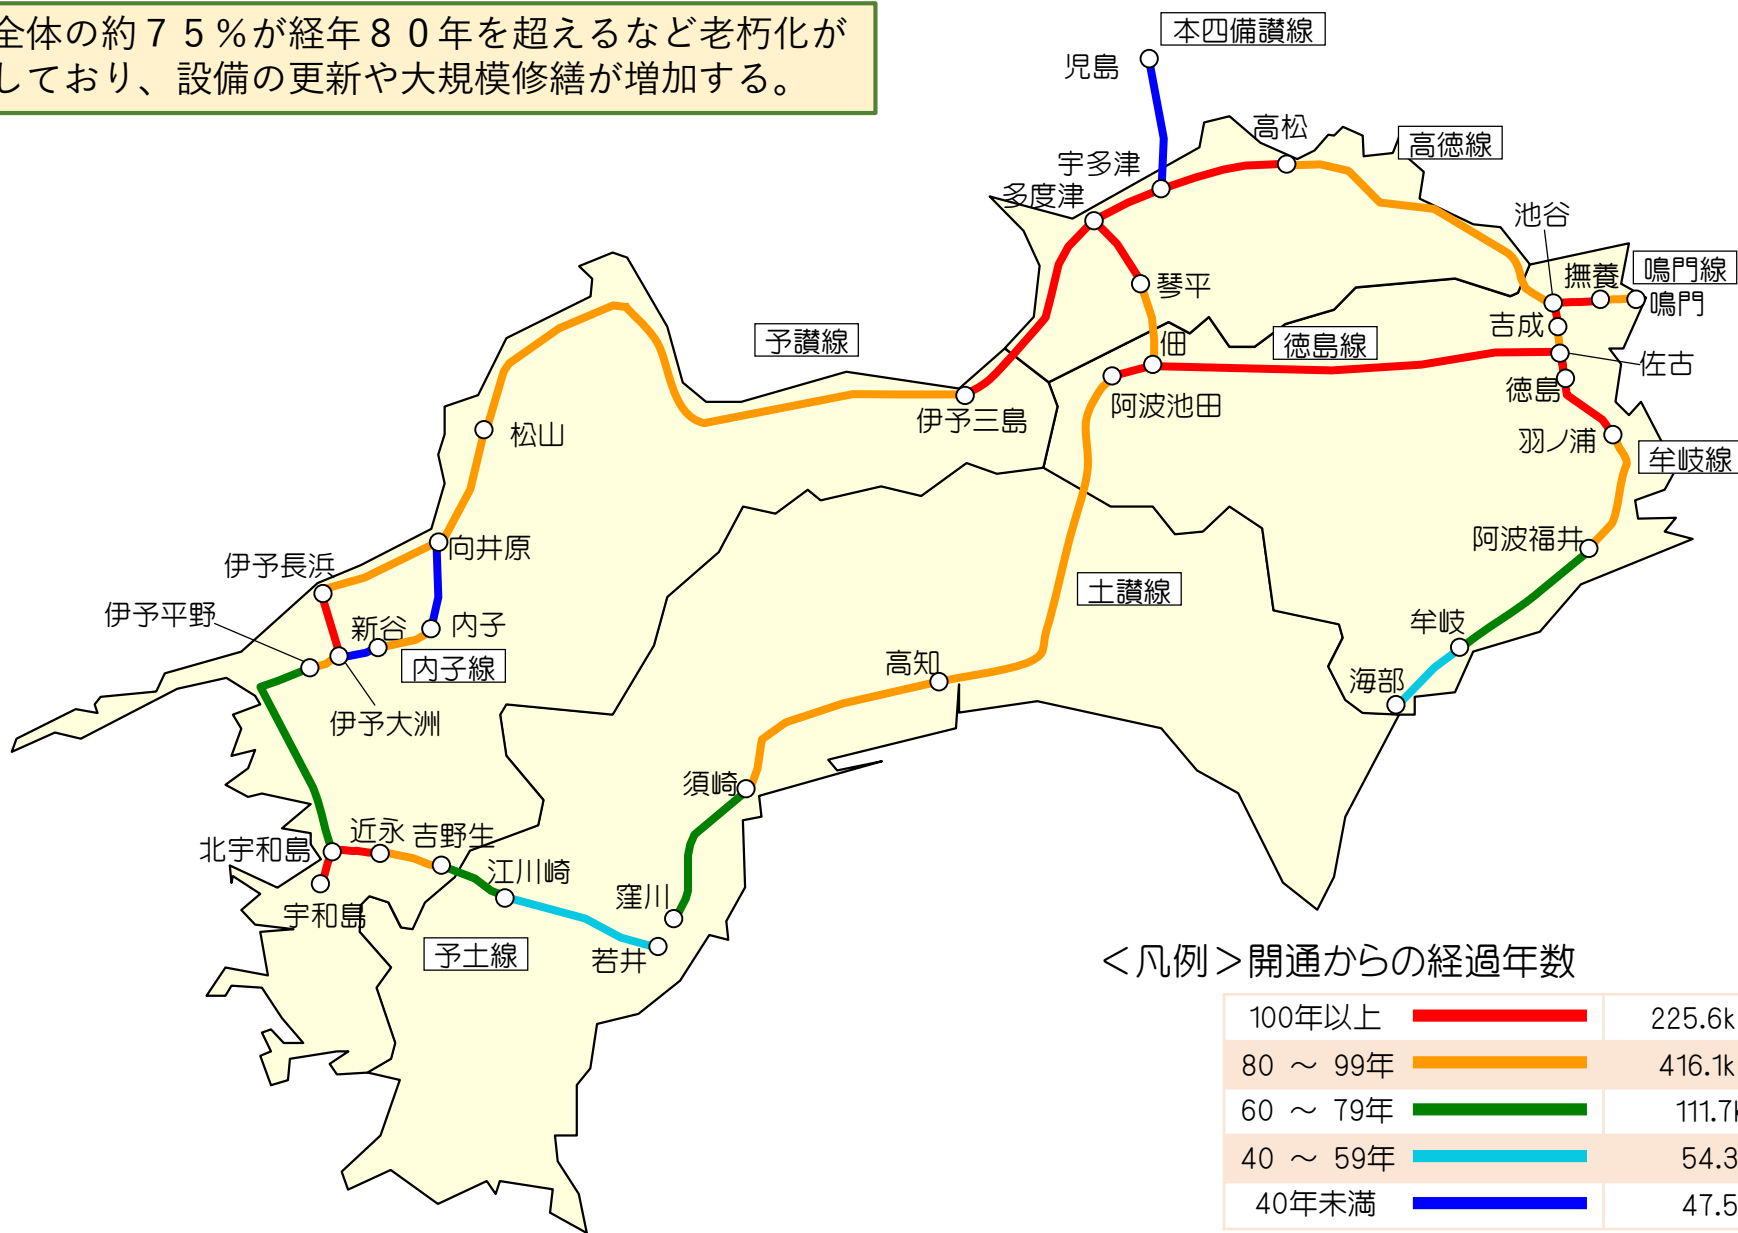 全体の約７５％が経年８０年を超えるなど老朽化が
しており、設備の更新や大規模修繕が増加する。
本四備讃線
児島
高松
高徳線
宇多津
多度津
池谷
撫養
鳴門線
鳴門
琴平
吉成
予讃線
佃
徳島線
佐古
徳島
阿波池田
伊予三島
松山
羽ノ浦
牟岐線
向井原
阿波福井
伊予長浜
土讃線
伊予平野
新谷
内子
牟岐
内子線
高知
海部
伊予大洲
須崎
北宇和島
近永
吉野生
江川崎
窪川
宇和島
予土線
若井
＜凡例＞開通からの経過年数
100年以上 225.6k
80 ～ 99年 416.1k
60 ～ 79年 111.7k
40 ～ 59年 54.3
40年未満 47.5